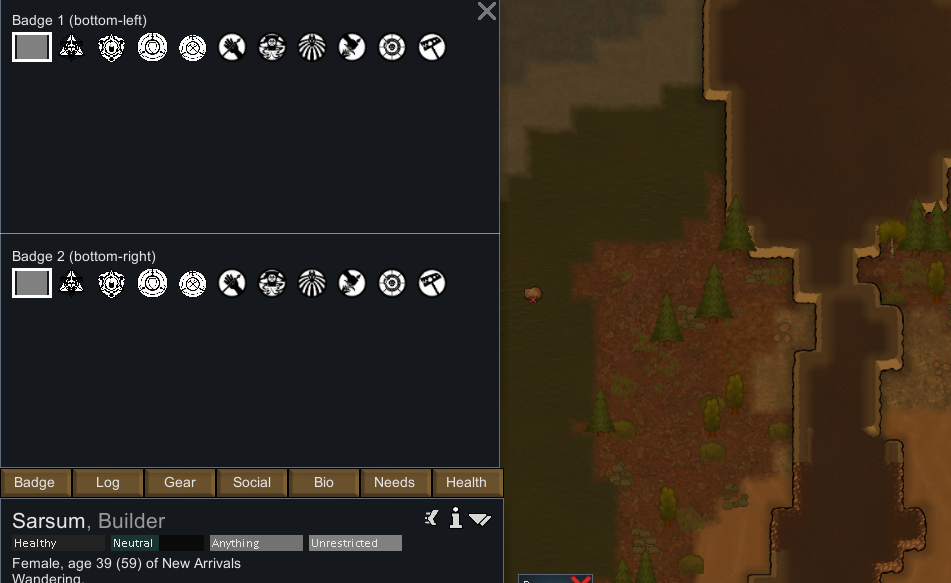 Badge 1 (bottom-left)
Badge 2 (bottom-right)
Badge Log Gear Social Bio Needs Health
Sarsum, Builder
Healthy Neutral Anything Unrestricted
Female, age 39 (59) of New Arrivals
Wandering.